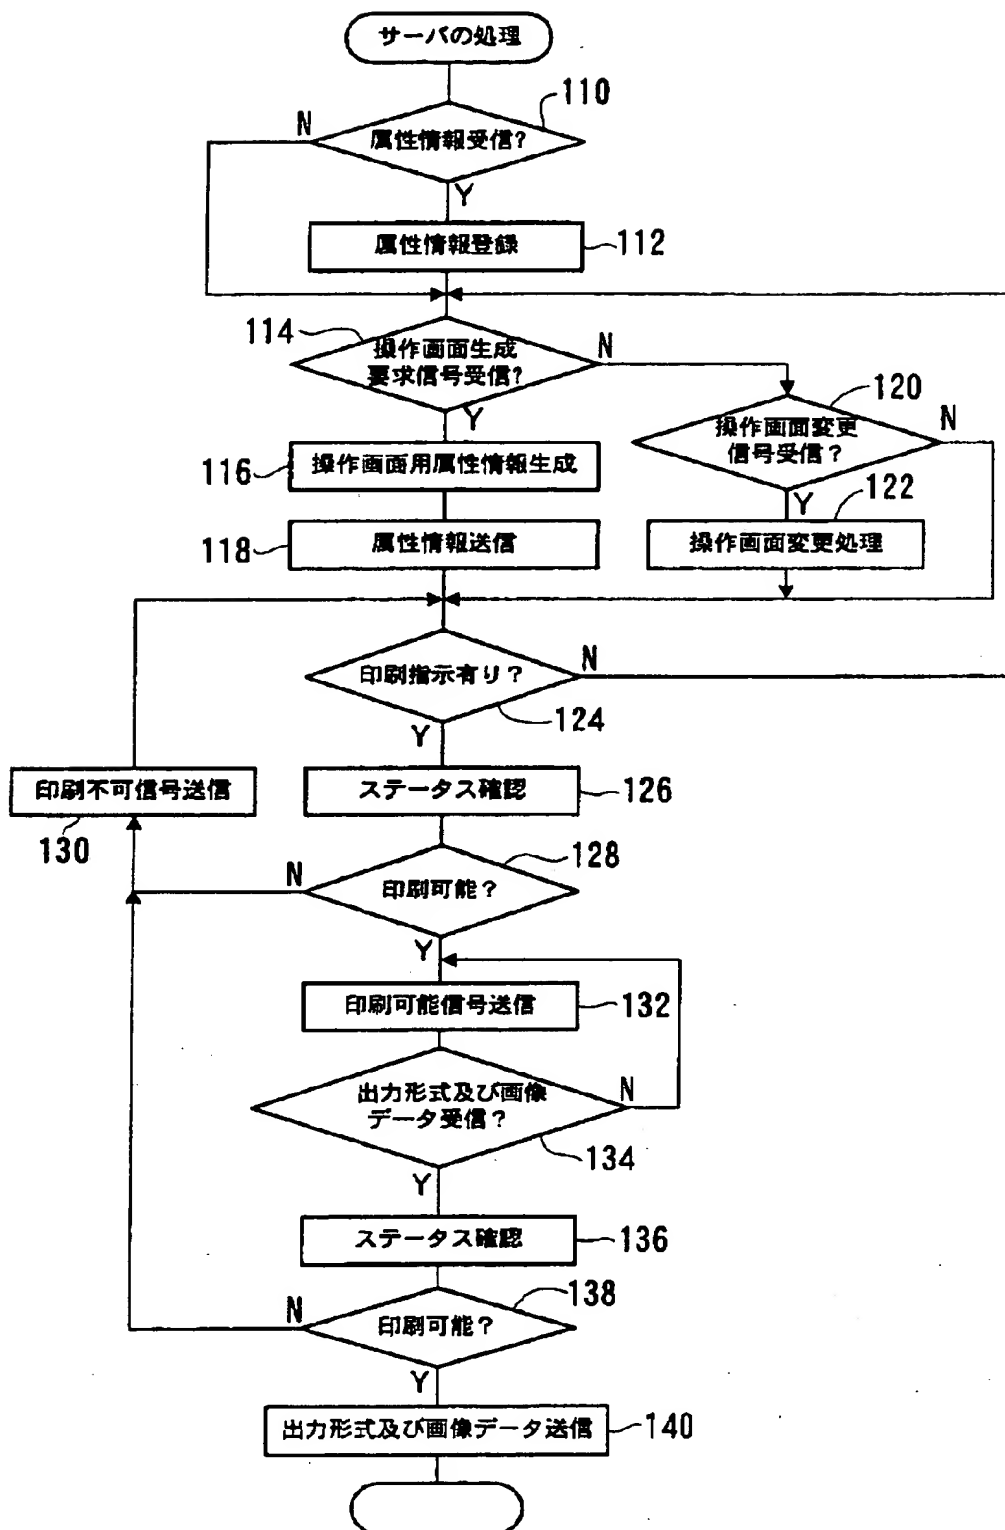 サーバの処理
110
N
属性情報受信?
Y
属性情報登録
112
114
操作画面生成
要求信号受信?
N
Y
120
操作画面変更
信号受信?
N
116
操作画面用属性情報生成
Y
122
118
属性情報送信
操作画面変更処理
印刷指示有り?
N
124
Y
印刷不可信号送信
130
ステータス確認
126
128
N
印刷可能?
Y
印刷可能信号送信
132
出力形式及び画像
データ受信?
N
134
Y
ステータス確認
136
138
N
印刷可能?
Y
出力形式及び画像データ送信
140